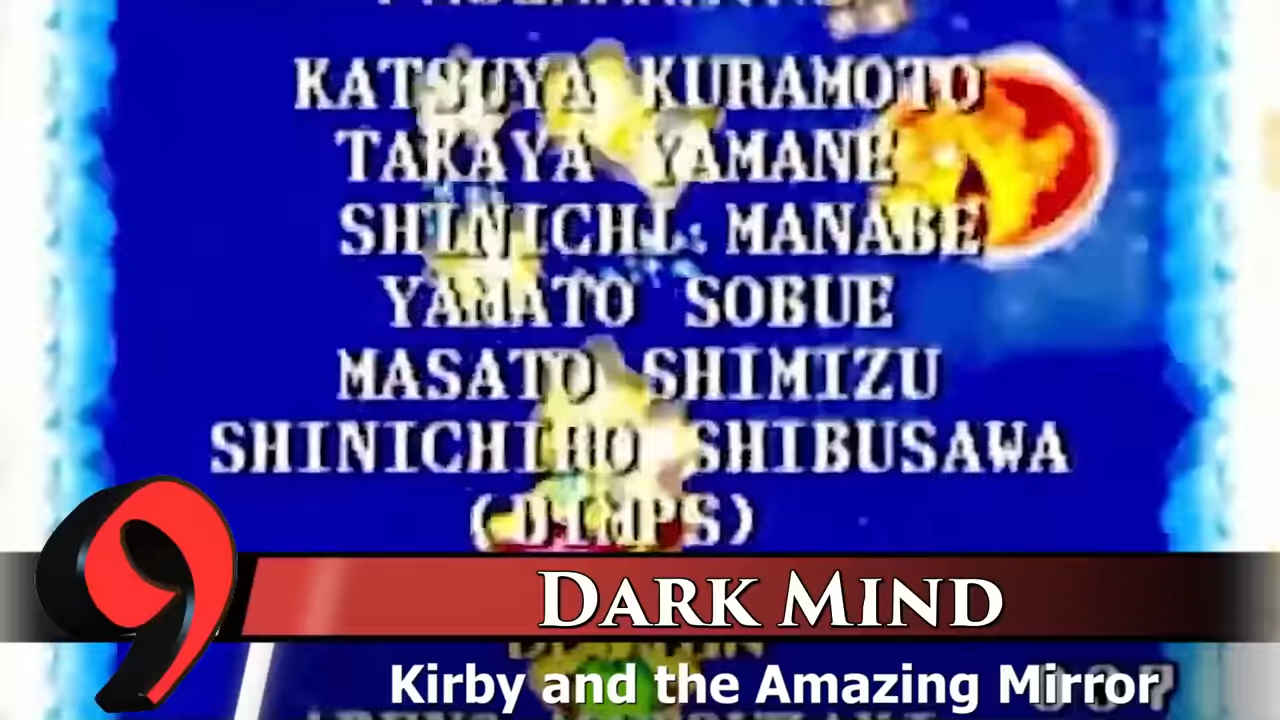 KATSUYA KURAMOTO
TAKAYA YAMANE
SHINICHI MANABE
YAMATO SOBUE
MASATO SHIMIZU
SHINICHIRO SHIBUSAWA
(DIMPS)
9
DARK MIND
Kirby and the Amazing Mirror